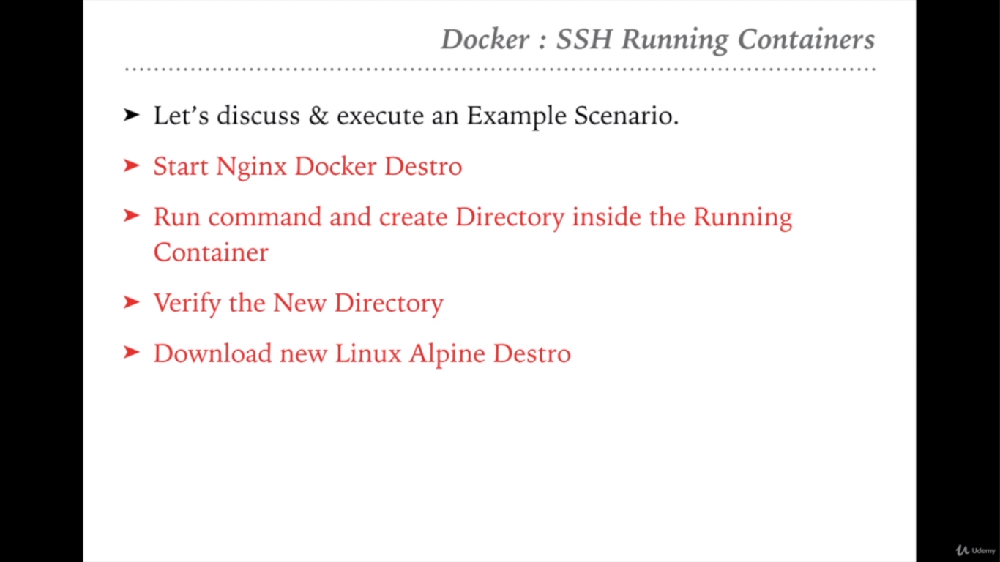 Docker : SSH Running Containers
➤ Let’s discuss & execute an Example Scenario.
➤ Start Nginx Docker Destro
➤ Run command and create Directory inside the Running
Container
➤ Verify the New Directory
➤ Download new Linux Alpine Destro
Udemy